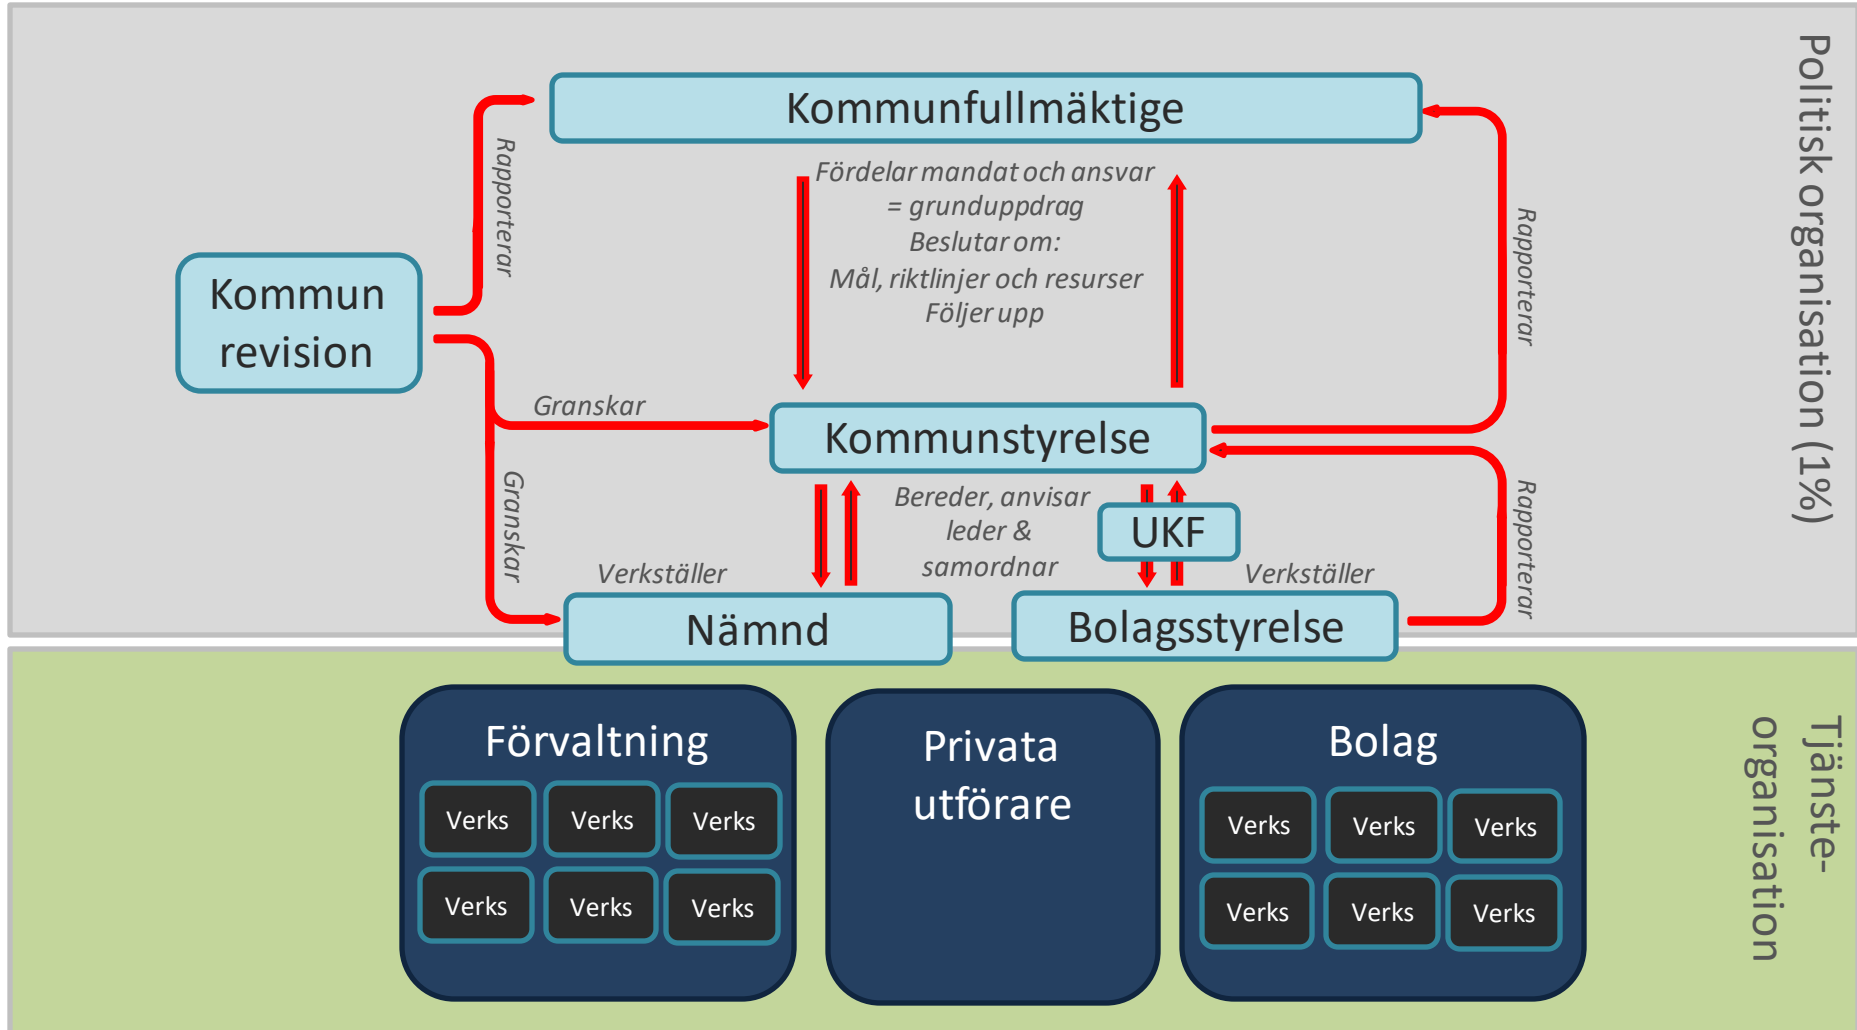 Kommunfullmäktige
Politisk organisation (1%)
Rapporterar
Fördelar mandat och ansvar
= grunduppdrag
Beslutar om:
Mål, riktlinjer och resurser
Följer upp
Rapporterar
Kommun
revision
Granskar
Kommunstyrelse
Granskar
Bereder, anvisar
leder &
samordnar
UKF
Rapporterar
Verkställer
Verkställer
Nämnd
Bolagsstyrelse
Förvaltning
Verks
Verks
Verks
Verks
Verks
Verks
Privata
utförare
Bolag
Verks
Verks
Verks
Verks
Verks
Verks
Tjänste-
organisation